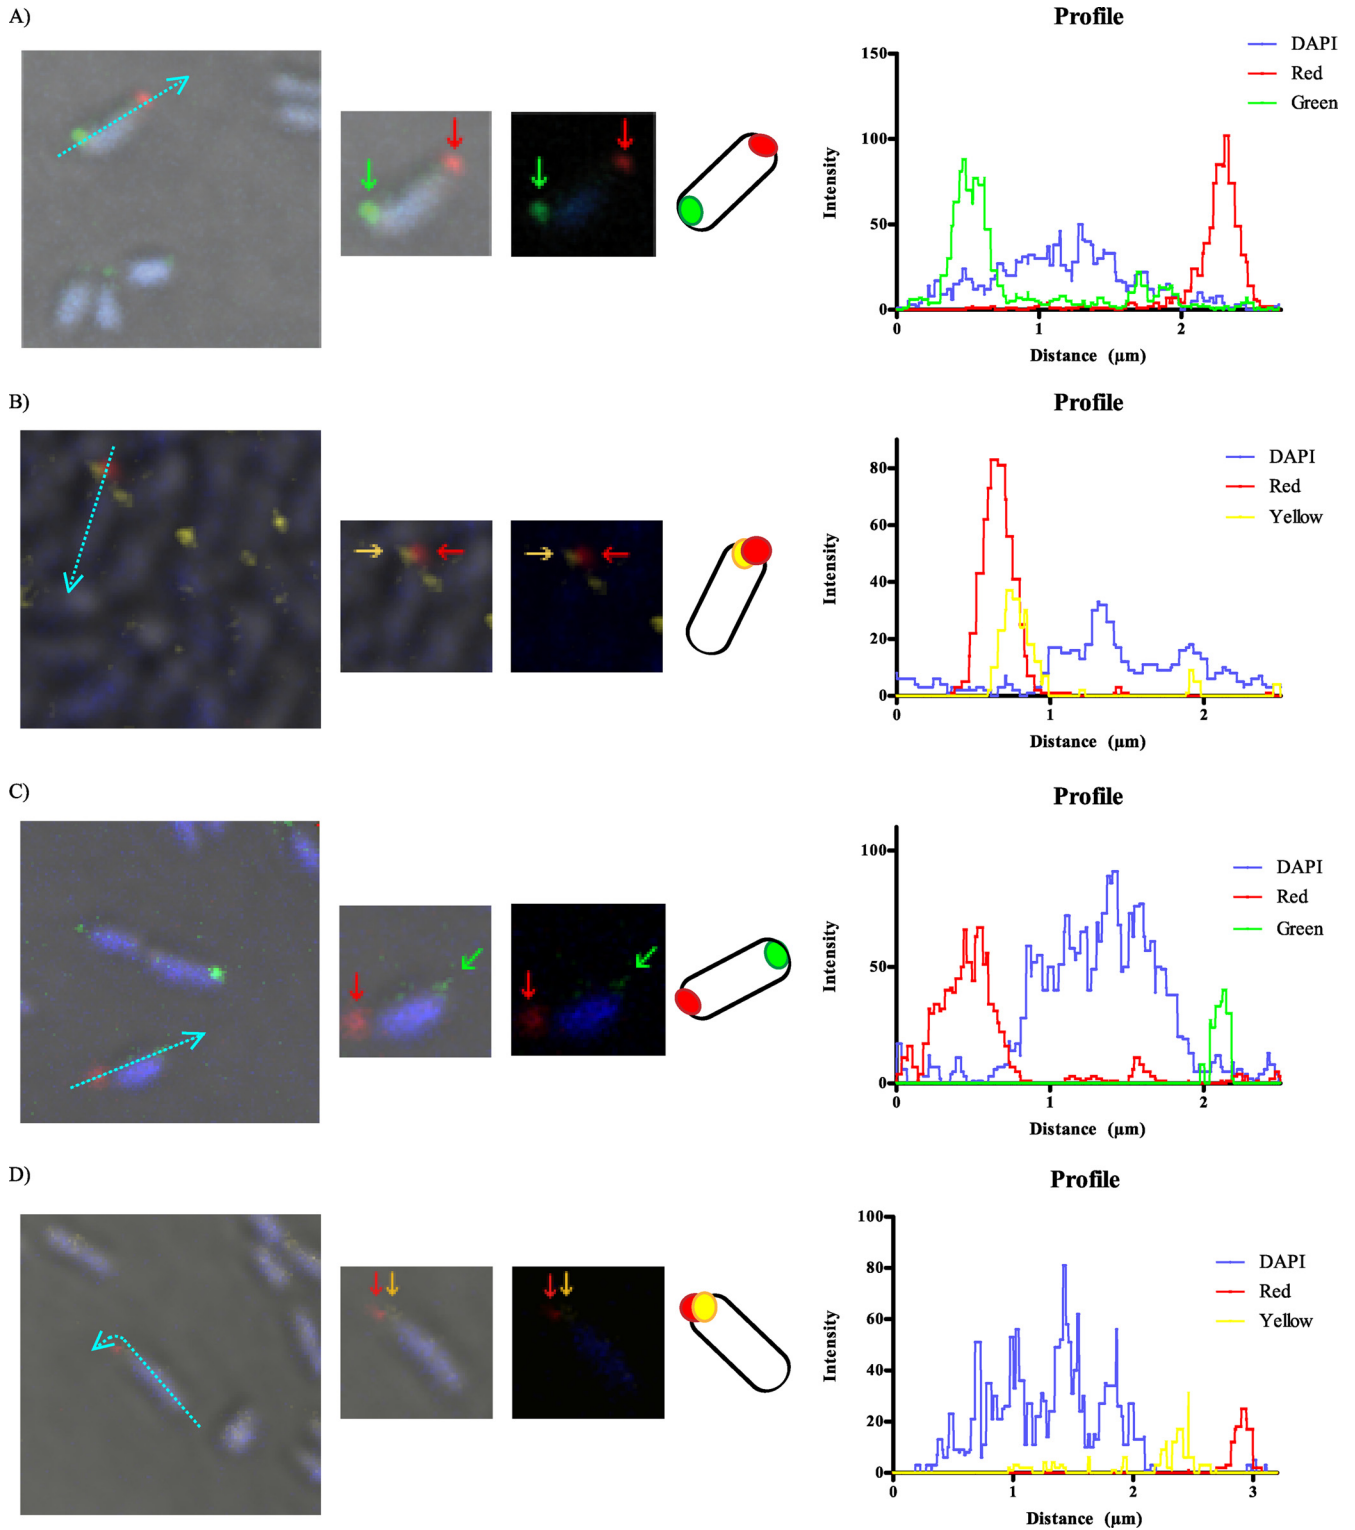 A)
Profile
DAPI
Red
Green
150
100
50
0
Intensity
0 1 2
Distance (µm)
B)
Profile
DAPI
Red
Yellow
80
60
40
20
0
Intensity
0 1 2
Distance (µm)
C)
Profile
DAPI
Red
Green
100
50
0
Intensity
0 1 2
Distance (µm)
D)
Profile
DAPI
Red
Yellow
100
80
60
40
20
0
Intensity
0 1 2 3
Distance (µm)